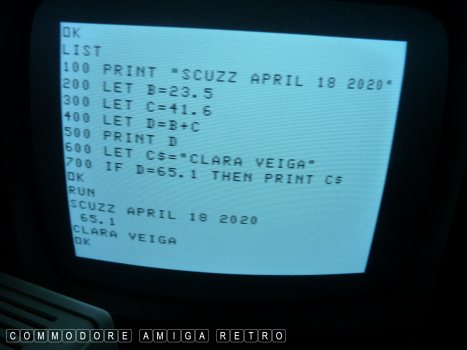 OK
LIST
100 PRINT "SCUZZ APRIL 18 2020"
200 LET B=23.5
300 LET C=41.6
400 LET D=B+C
500 PRINT D
600 LET C$="CLARA VEIGA"
700 IF D=65.1 THEN PRINT C$
OK
RUN
SCUZZ APRIL 18 2020
65.1
CLARA VEIGA
OK
COMMODORE AMIGA RETRO